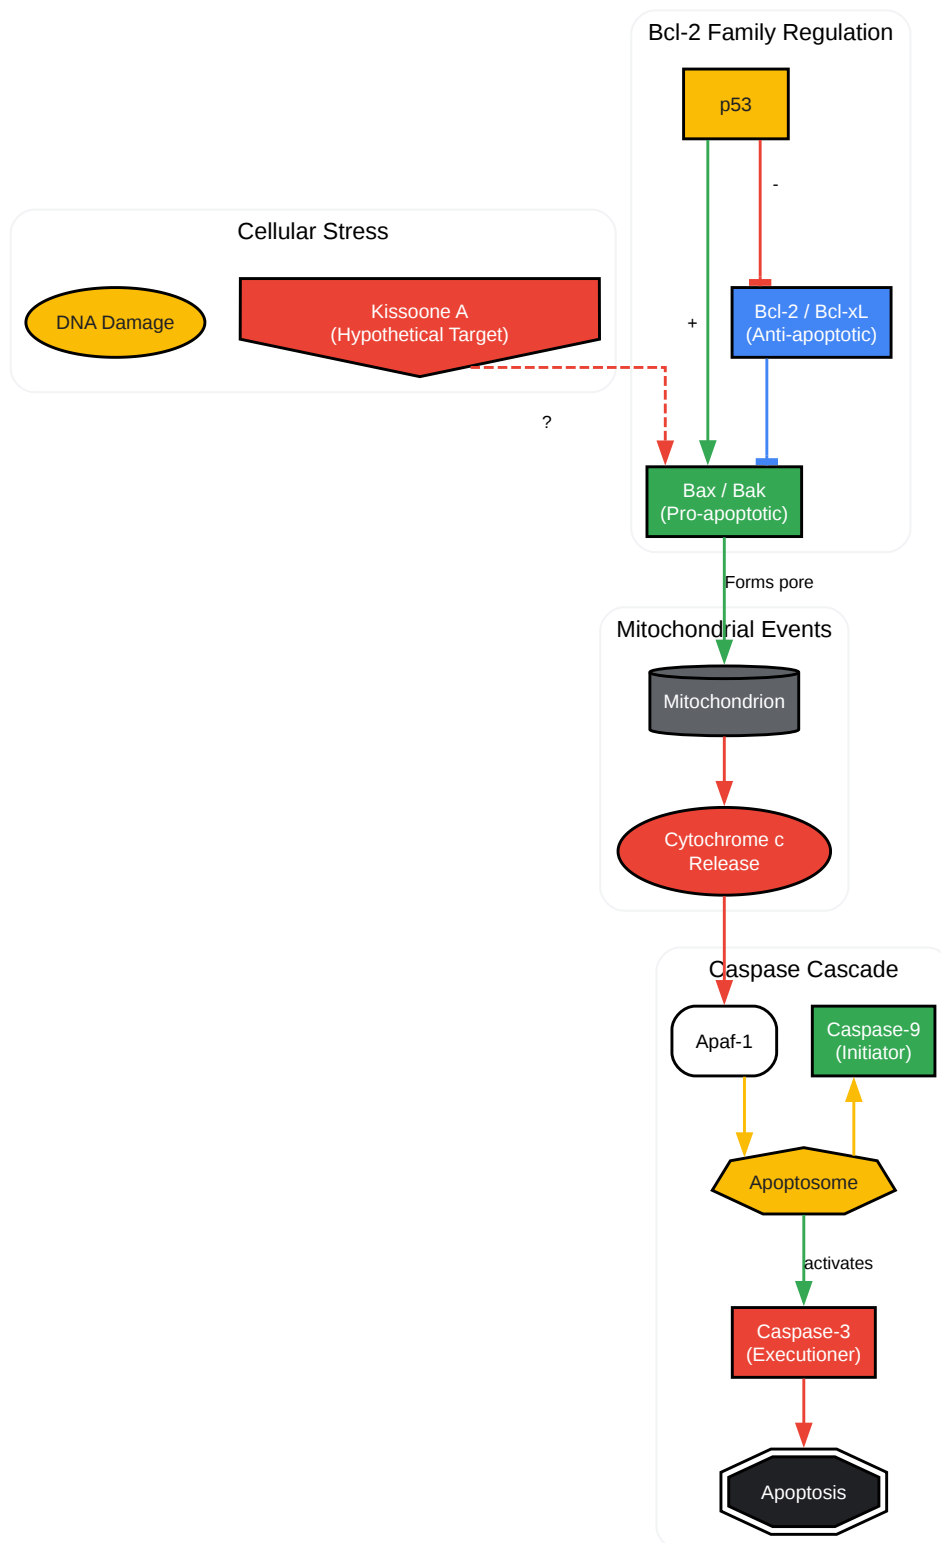 Bcl-2 Family Regulation
p53
-
Cellular Stress
DNA Damage
Kissoone A
(Hypothetical Target)
+
Bcl-2 / Bcl-xL
(Anti-apoptotic)
?
Bax / Bak
(Pro-apoptotic)
Forms pore
Mitochondrial Events
Mitochondrion
Cytochrome c
Release
Caspase Cascade
Apaf-1
Caspase-9
(Initiator)
Apoptosome
activates
Caspase-3
(Executioner)
Apoptosis